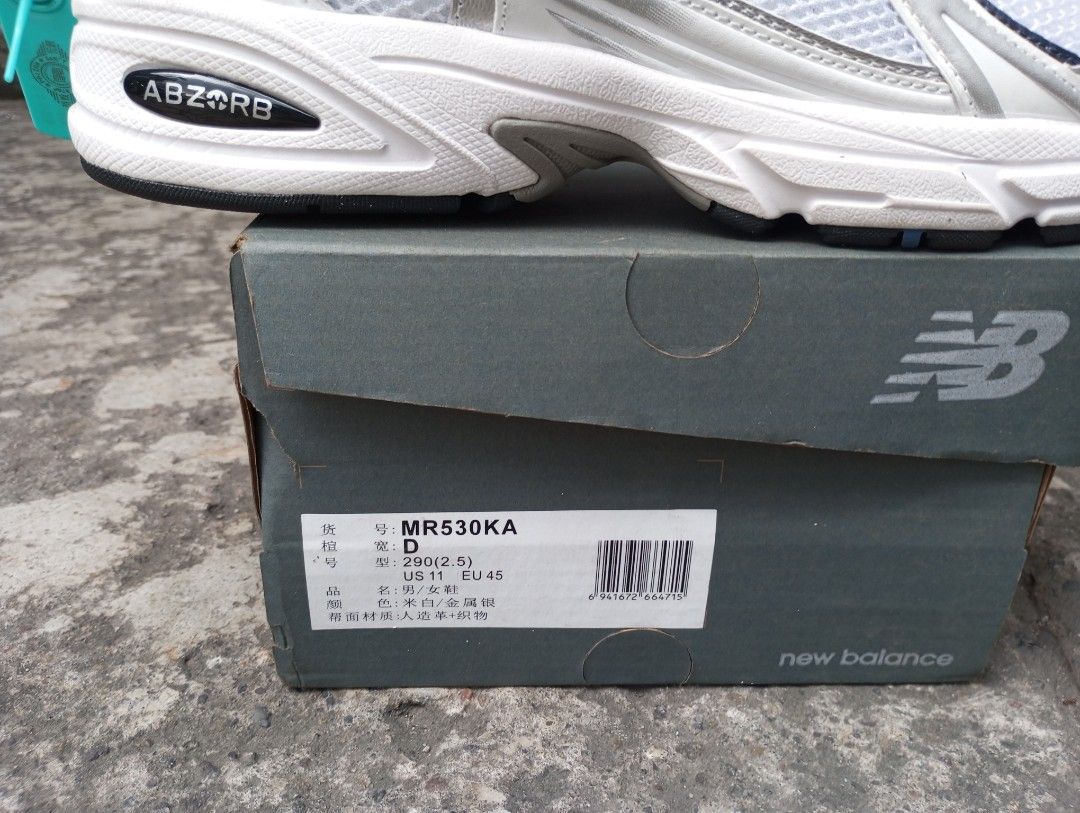 ABZORB
NB
货 号: MR530KA
楦 宽: D
号 型: 290(2.5)
US 11 EU 45
品 名: 男/女鞋
颜 色: 米白/金属银
帮面材质: 人造革+织物
6 941672 664715
new balance